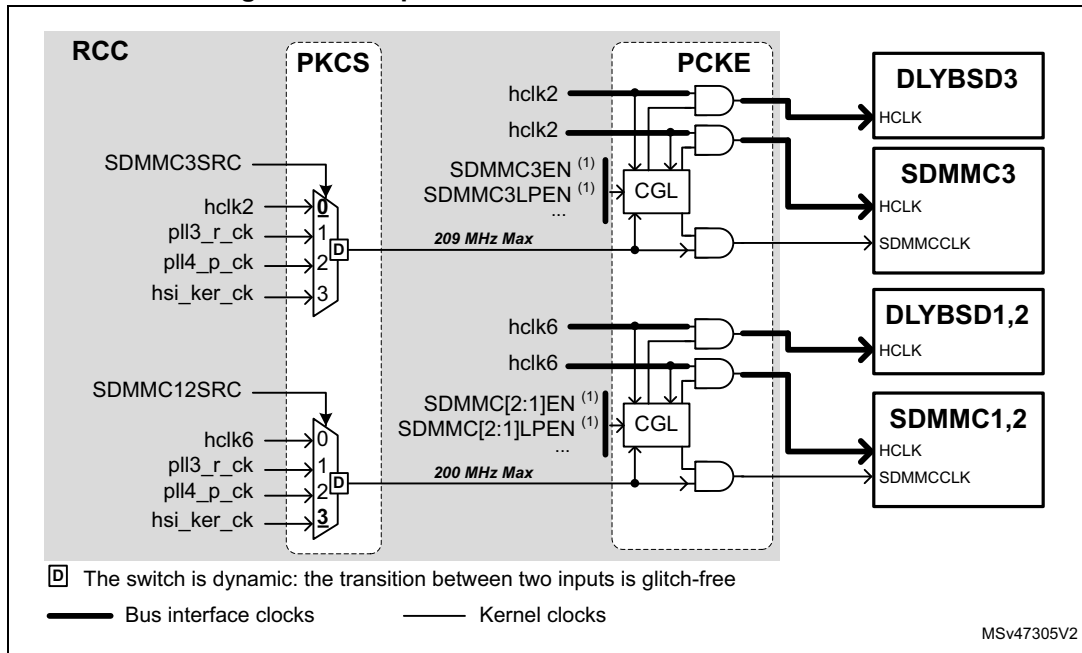 RCC
PKCS
PCKE
hclk2
hclk2
SDMMC3SRC
SDMMC3EN (1)
SDMMC3LPEN (1)
...
CGL
hclk2
pll3_r_ck
pll4_p_ck
hsi_ker_ck
0
1
2
3
D
209 MHz Max
DLYBSD3
HCLK
SDMMC3
HCLK
SDMMCCLK
hclk6
hclk6
SDMMC12SRC
SDMMC[2:1]EN (1)
SDMMC[2:1]LPEN (1)
...
CGL
hclk6
pll3_r_ck
pll4_p_ck
hsi_ker_ck
0
1
2
3
D
200 MHz Max
DLYBSD1,2
HCLK
SDMMC1,2
HCLK
SDMMCCLK
D The switch is dynamic: the transition between two inputs is glitch-free
Bus interface clocks
Kernel clocks
MSv47305V2